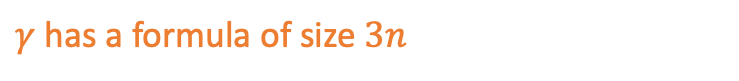 γ has a formula of size 3n